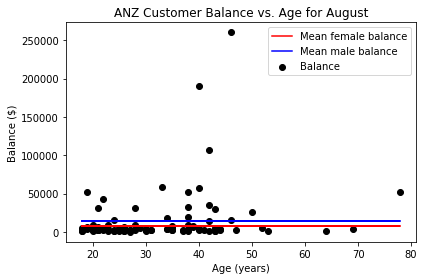 ANZ Customer Balance vs. Age for August
Mean female balance
Mean male balance
Balance
250000
200000
150000
100000
50000
0
Balance ($)
20 30 40 50 60 70 80
Age (years)